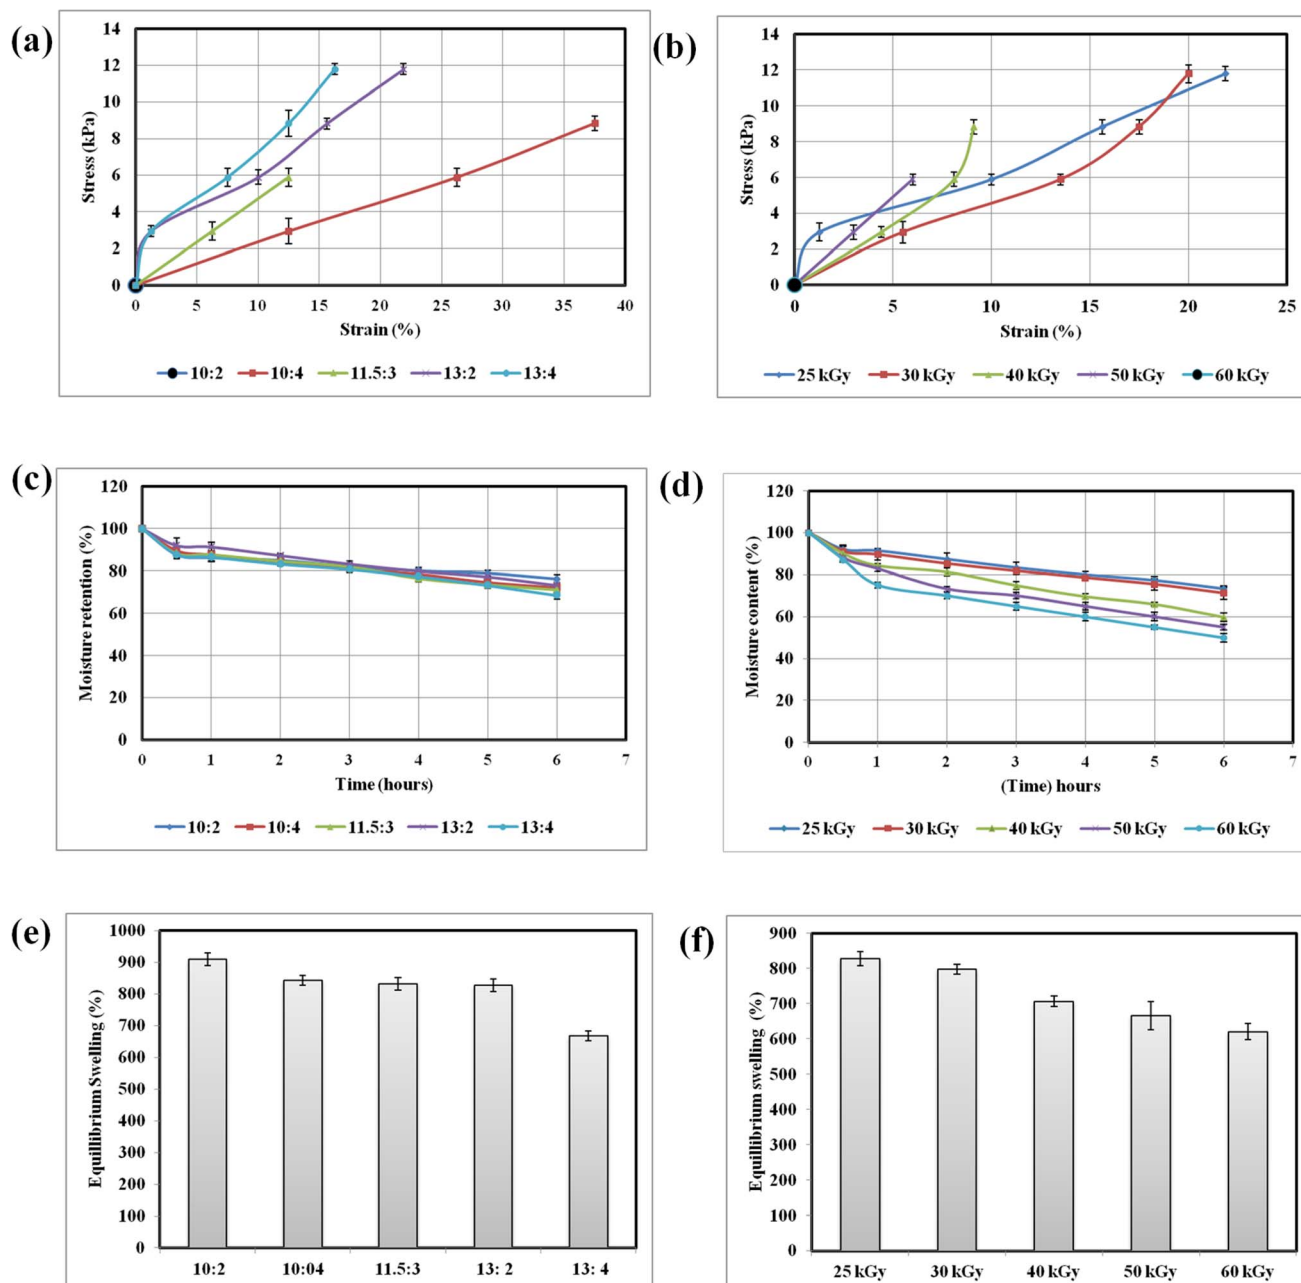 (a)
14
12
10
8
6
4
2
0
Stress (kPa)
0 5 10 15 20 25 30 35 40
Strain (%)
10:2 10:4 11.5:3 13:2 13:4
(b)
14
12
10
8
6
4
2
0
Stress (kPa)
0 5 10 15 20 25
Strain (%)
25 kGy 30 kGy 40 kGy 50 kGy 60 kGy
(c)
120
100
80
60
40
20
0
Moisture retention (%)
0 1 2 3 4 5 6 7
Time (hours)
10:2 10:4 11.5:3 13:2 13:4
(d)
120
100
80
60
40
20
0
Moisture content (%)
0 1 2 3 4 5 6 7
(Time) hours
25 kGy 30 kGy 40 kGy 50 kGy 60 kGy
(e)
1000
900
800
700
600
500
400
300
200
100
0
Equillibrium Swelling (%)
10:2 10:04 11.5:3 13: 2 13: 4
(f)
900
800
700
600
500
400
300
200
100
0
Equillibrium swelling (%)
25 kGy 30 kGy 40 kGy 50 kGy 60 kGy